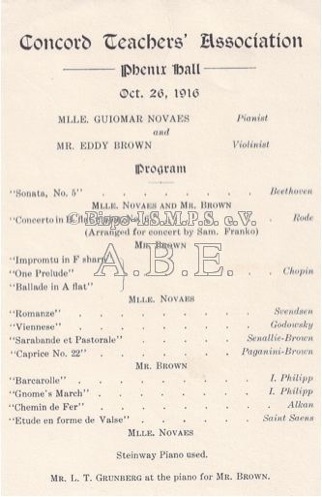 Concord Teachers' Association
Phenix Hall
Oct. 26, 1916
MLLE. GUIOMAR NOVAES Pianist
and
MR. EDDY BROWN Violinist
Program
"Sonata, No. 5" Beethoven
MLLE. NOVAES AND MR. BROWN
"Concerto in B Rode
(Arranged for concert by Sam. Franko)
MR. BROWN
"Impromtu in F sharp"
"One Prelude" Chopin
"Ballade in A flat"
MLLE. NOVAES
"Romanze" Svendsen
"Viennese" Godowsky
"Sarabande et Pastorale" Senallie-Brown
"Caprice No. 22" Paganini-Brown
MR. BROWN
"Barcarolle" I. Philipp
"Gnome's March" I. Philipp
"Chemin de Fer" Alkan
"Etude en forme de Valse" Saint Saens
MLLE. NOVAES
Steinway Piano used.
MR. L. T. GRUNBERG at the piano for MR. BROWN.
© Bispo-I.S.M.P.S. e.V.
A.B.E.